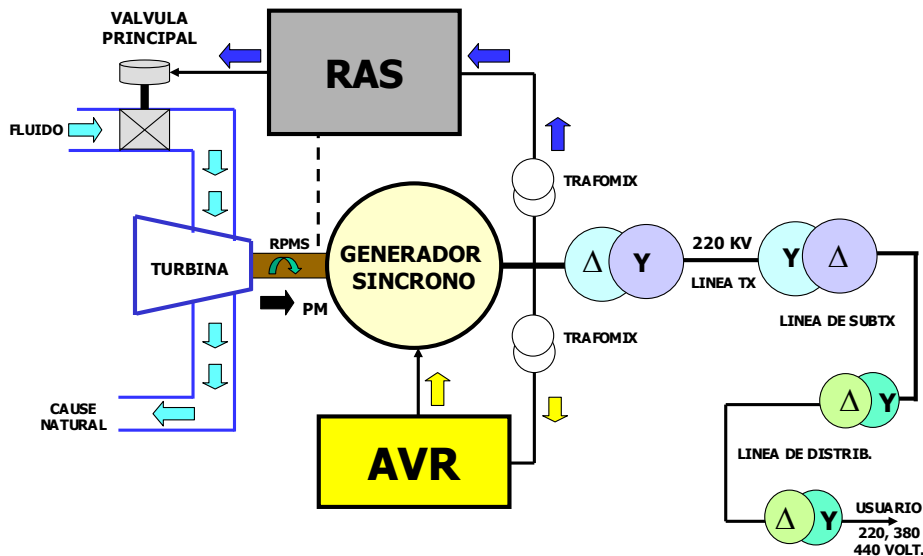 VALVULA
PRINCIPAL
RAS
FLUIDO
TRAFOMIX
RPMS
GENERADOR
SINCRONO
TURBINA
PM
Δ
Y
220 KV
LINEA TX
Y
Δ
LINEA DE SUBTX
TRAFOMIX
CAUSE
NATURAL
AVR
Δ
Y
LINEA DE DISTRIB.
Δ
Y
USUARIO
220, 380
440 VOLT.